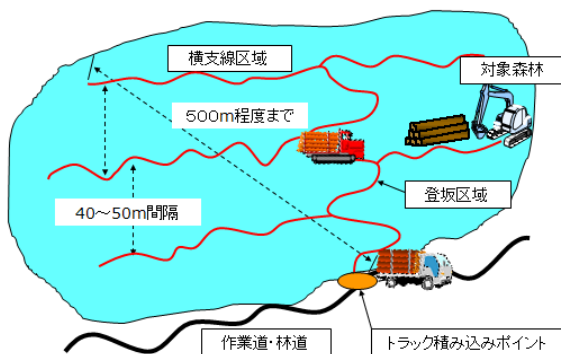 横支線区域
対象森林
500m程度まで
登坂区域
40～50m間隔
作業道・林道
トラック積み込みポイント